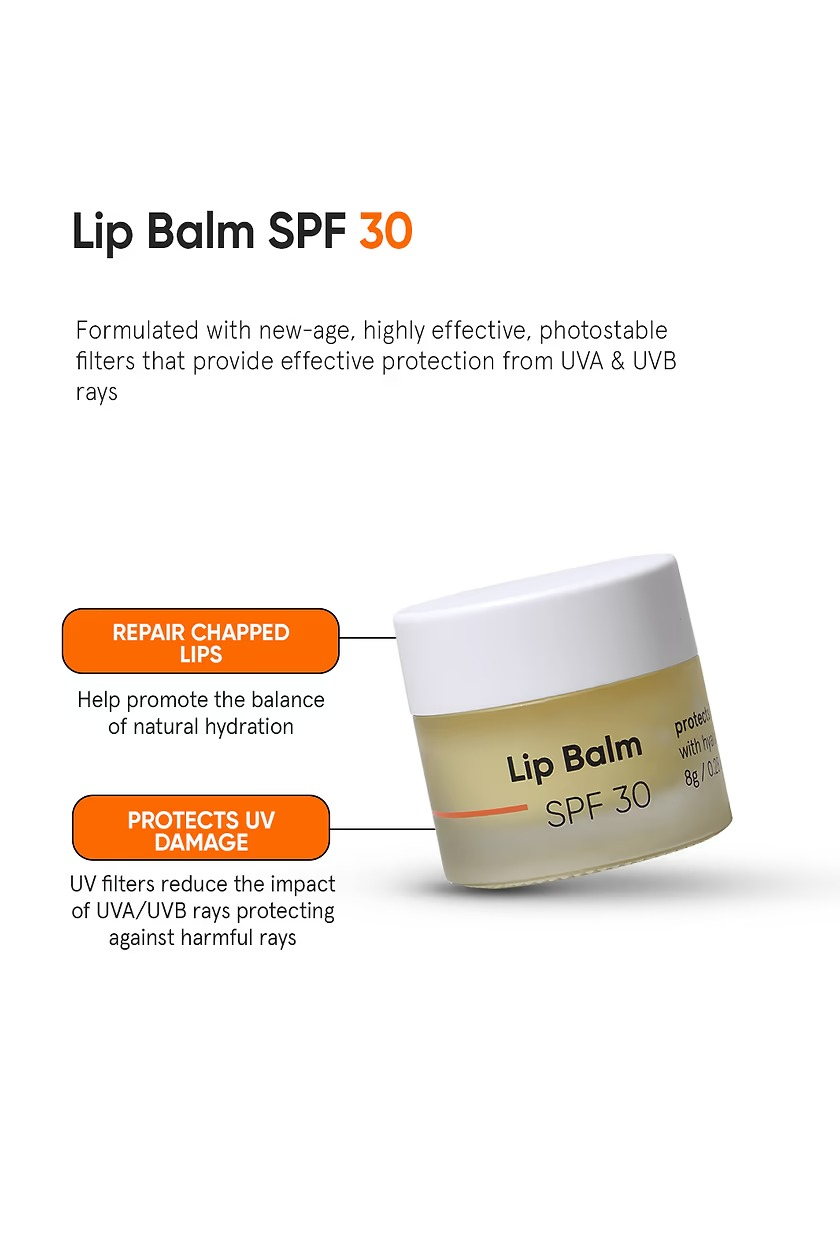 Lip Balm SPF 30
Formulated with new-age, highly effective, photostable
filters that provide effective protection from UVA & UVB
rays
REPAIR CHAPPED
LIPS
Help promote the balance
of natural hydration
PROTECTS UV
DAMAGE
UV filters reduce the impact
of UVA/UVB rays protecting
against harmful rays
Lip Balm
SPF 30
with
8g /